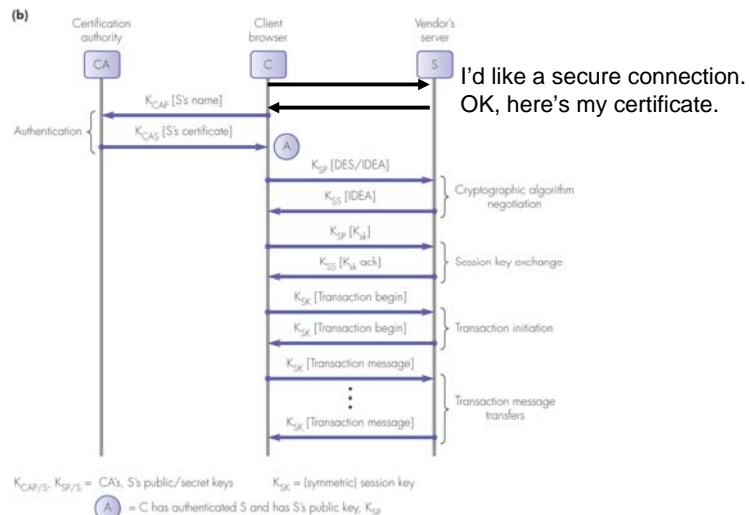 (b)
Certification authority
Client browser
Vendor's server
CA
C
S
I'd like a secure connection.
OK, here's my certificate.
K_CAP [S's name]
Authentication
K_CAS [S's certificate]
A
K_SP [DES/IDEA]
K_SS [IDEA]
Cryptographic algorithm negotiation
K_SP [K_sk]
K_SS [K_sk ack]
Session key exchange
K_SK [Transaction begin]
K_SK [Transaction begin]
Transaction initiation
K_SK [Transaction message]
K_SK [Transaction message]
Transaction message transfers
K_CAP/S, K_SP/S = CA's, S's public/secret keys K_SK = (symmetric) session key
A = C has authenticated S and has S's public key, K_SP